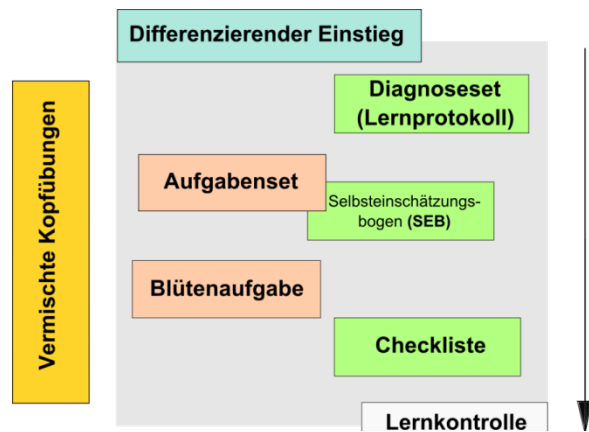 Differenzierender Einstieg
Diagnoseset
(Lernprotokoll)
Vermischte Kopfübungen
Aufgabenset
Selbsteinschätzungs-
bogen (SEB)
Blütenaufgabe
Checkliste
Lernkontrolle